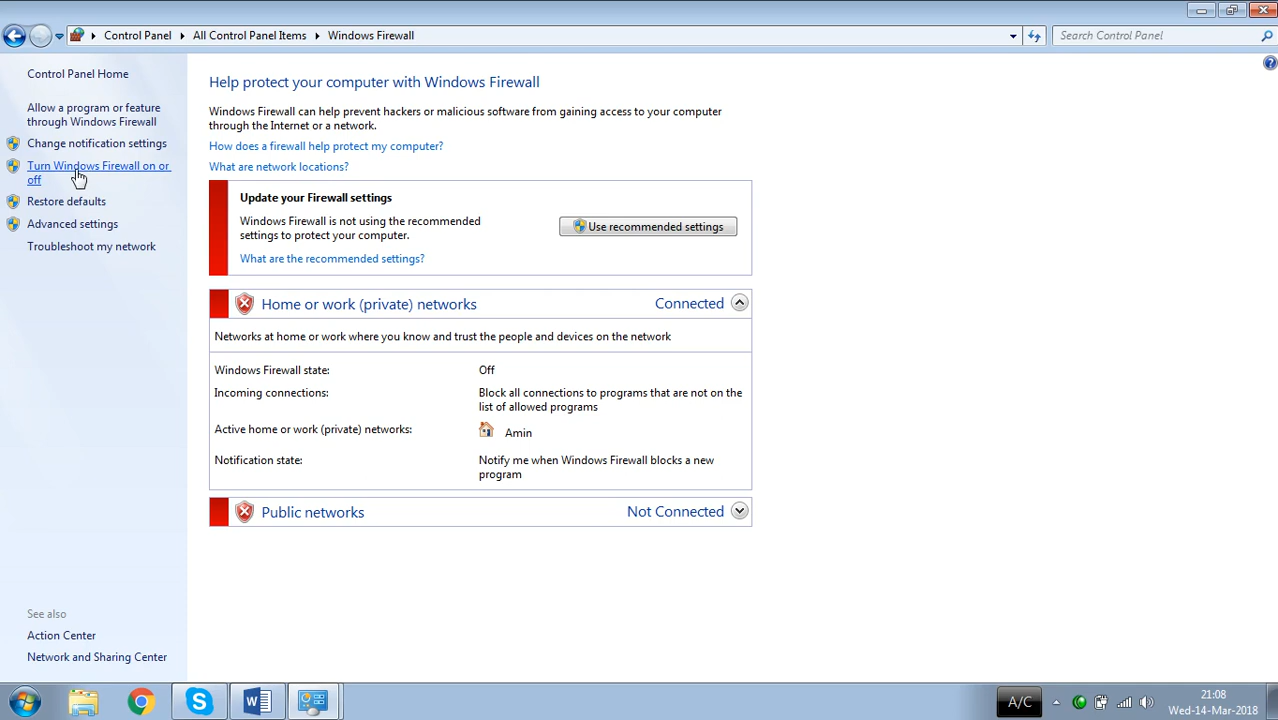 Control Panel
All Control Panel Items
Windows Firewall
Search Control Panel
Control Panel Home
Allow a program or feature
through Windows Firewall
Change notification settings
Turn Windows Firewall on or
off
Restore defaults
Advanced settings
Troubleshoot my network
See also
Action Center
Network and Sharing Center
Help protect your computer with Windows Firewall
Windows Firewall can help prevent hackers or malicious software from gaining access to your computer
through the Internet or a network.
How does a firewall help protect my computer?
What are network locations?
Update your Firewall settings
Windows Firewall is not using the recommended
settings to protect your computer.
Use recommended settings
What are the recommended settings?
Home or work (private) networks Connected
Networks at home or work where you know and trust the people and devices on the network
Windows Firewall state: Off
Incoming connections: Block all connections to programs that are not on the
list of allowed programs
Active home or work (private) networks: Amin
Notification state: Notify me when Windows Firewall blocks a new
program
Public networks Not Connected
A/C
21:08
Wed-14-Mar-2018